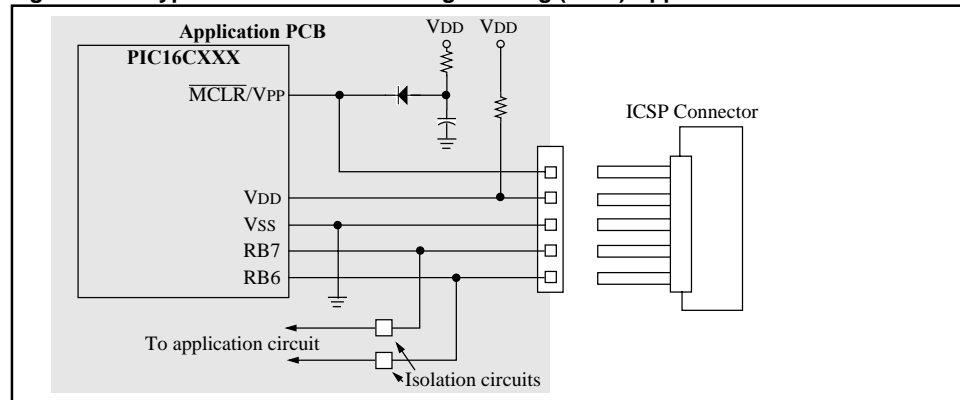 Application PCB
VDD VDD
PIC16CXXX
MCLR/VPP
ICSP Connector
VDD
VSS
RB7
RB6
To application circuit
Isolation circuits